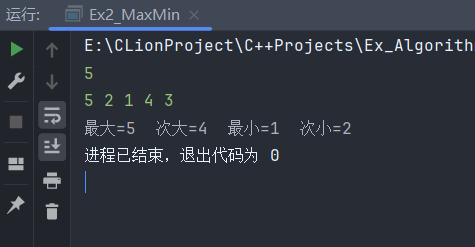 运行: Ex2_MaxMin
E:\CLionProject\C++Projects\Ex_Algorith
5
5 2 1 4 3
最大=5 次大=4 最小=1 次小=2
进程已结束，退出代码为 0